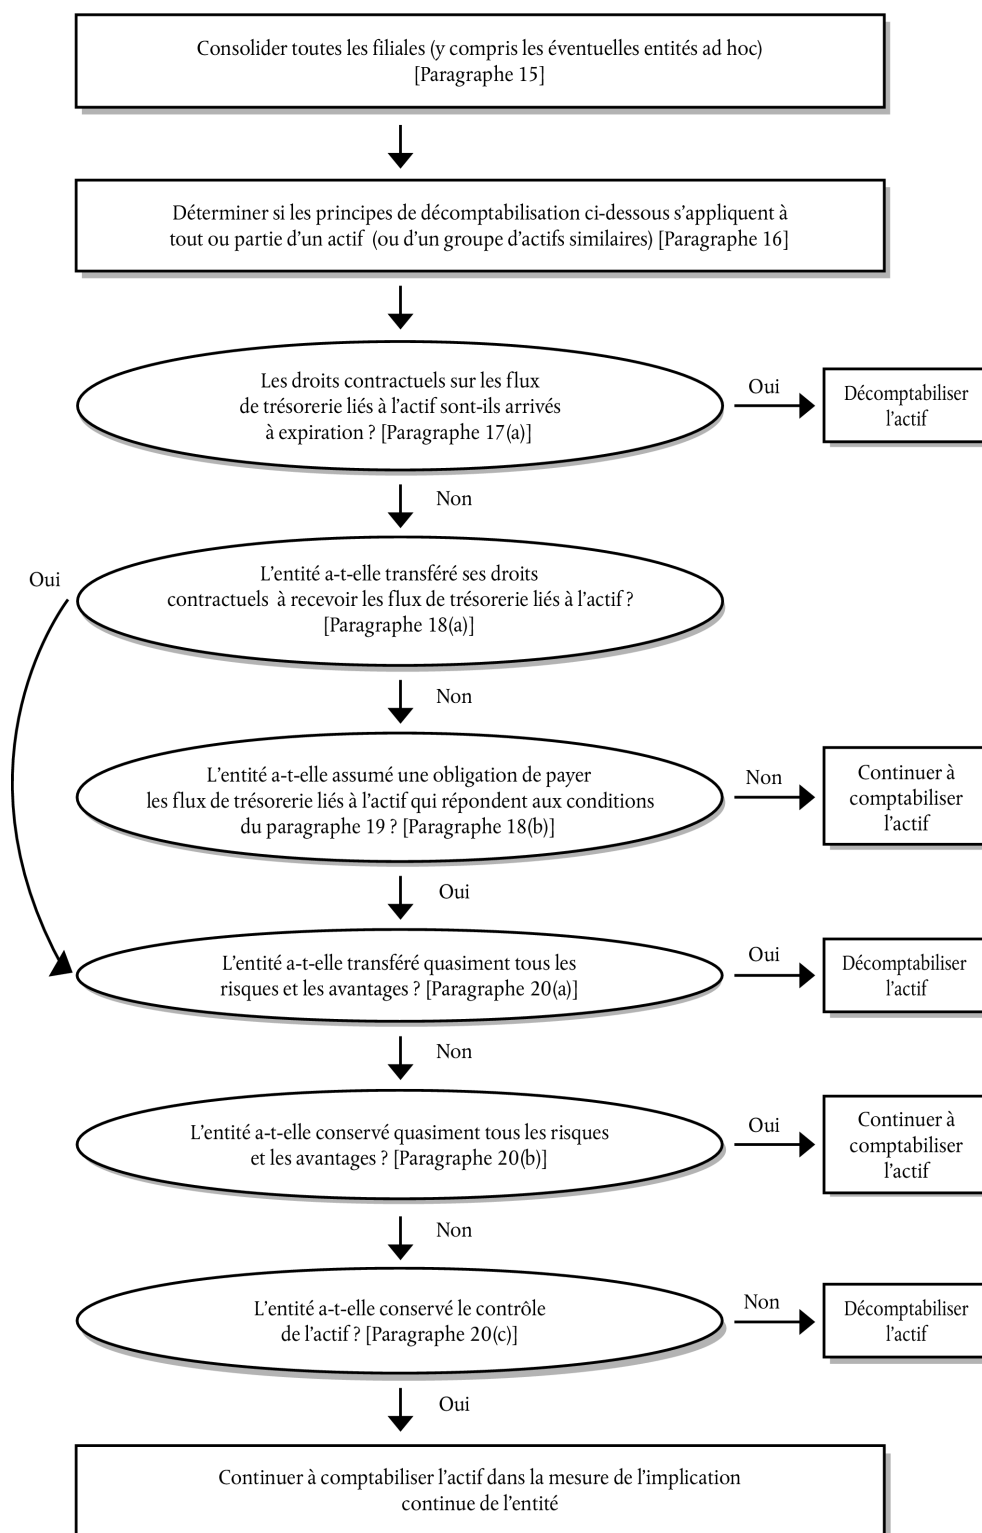 Consolider toutes les filiales (y compris les éventuelles entités ad hoc)
[Paragraphe 15]
Déterminer si les principes de décomptabilisation ci-dessous s’appliquent à
tout ou partie d’un actif (ou d’un groupe d’actifs similaires) [Paragraphe 16]
Les droits contractuels sur les flux
de trésorerie liés à l’actif sont-ils arrivés
à expiration ? [Paragraphe 17(a)]
Oui
Décomptabiliser
l’actif
Non
Oui
L’entité a-t-elle transféré ses droits
contractuels à recevoir les flux de trésorerie liés à l’actif ?
[Paragraphe 18(a)]
Non
L’entité a-t-elle assumé une obligation de payer
les flux de trésorerie liés à l’actif qui répondent aux conditions
du paragraphe 19 ? [Paragraphe 18(b)]
Non
Continuer à
comptabiliser
l’actif
Oui
L’entité a-t-elle transféré quasiment tous les
risques et les avantages ? [Paragraphe 20(a)]
Oui
Décomptabiliser
l’actif
Non
L’entité a-t-elle conservé quasiment tous les risques
et les avantages ? [Paragraphe 20(b)]
Oui
Continuer à
comptabiliser
l’actif
Non
L’entité a-t-elle conservé le contrôle
de l’actif ? [Paragraphe 20(c)]
Non
Décomptabiliser
l’actif
Oui
Continuer à comptabiliser l’actif dans la mesure de l’implication
continue de l’entité